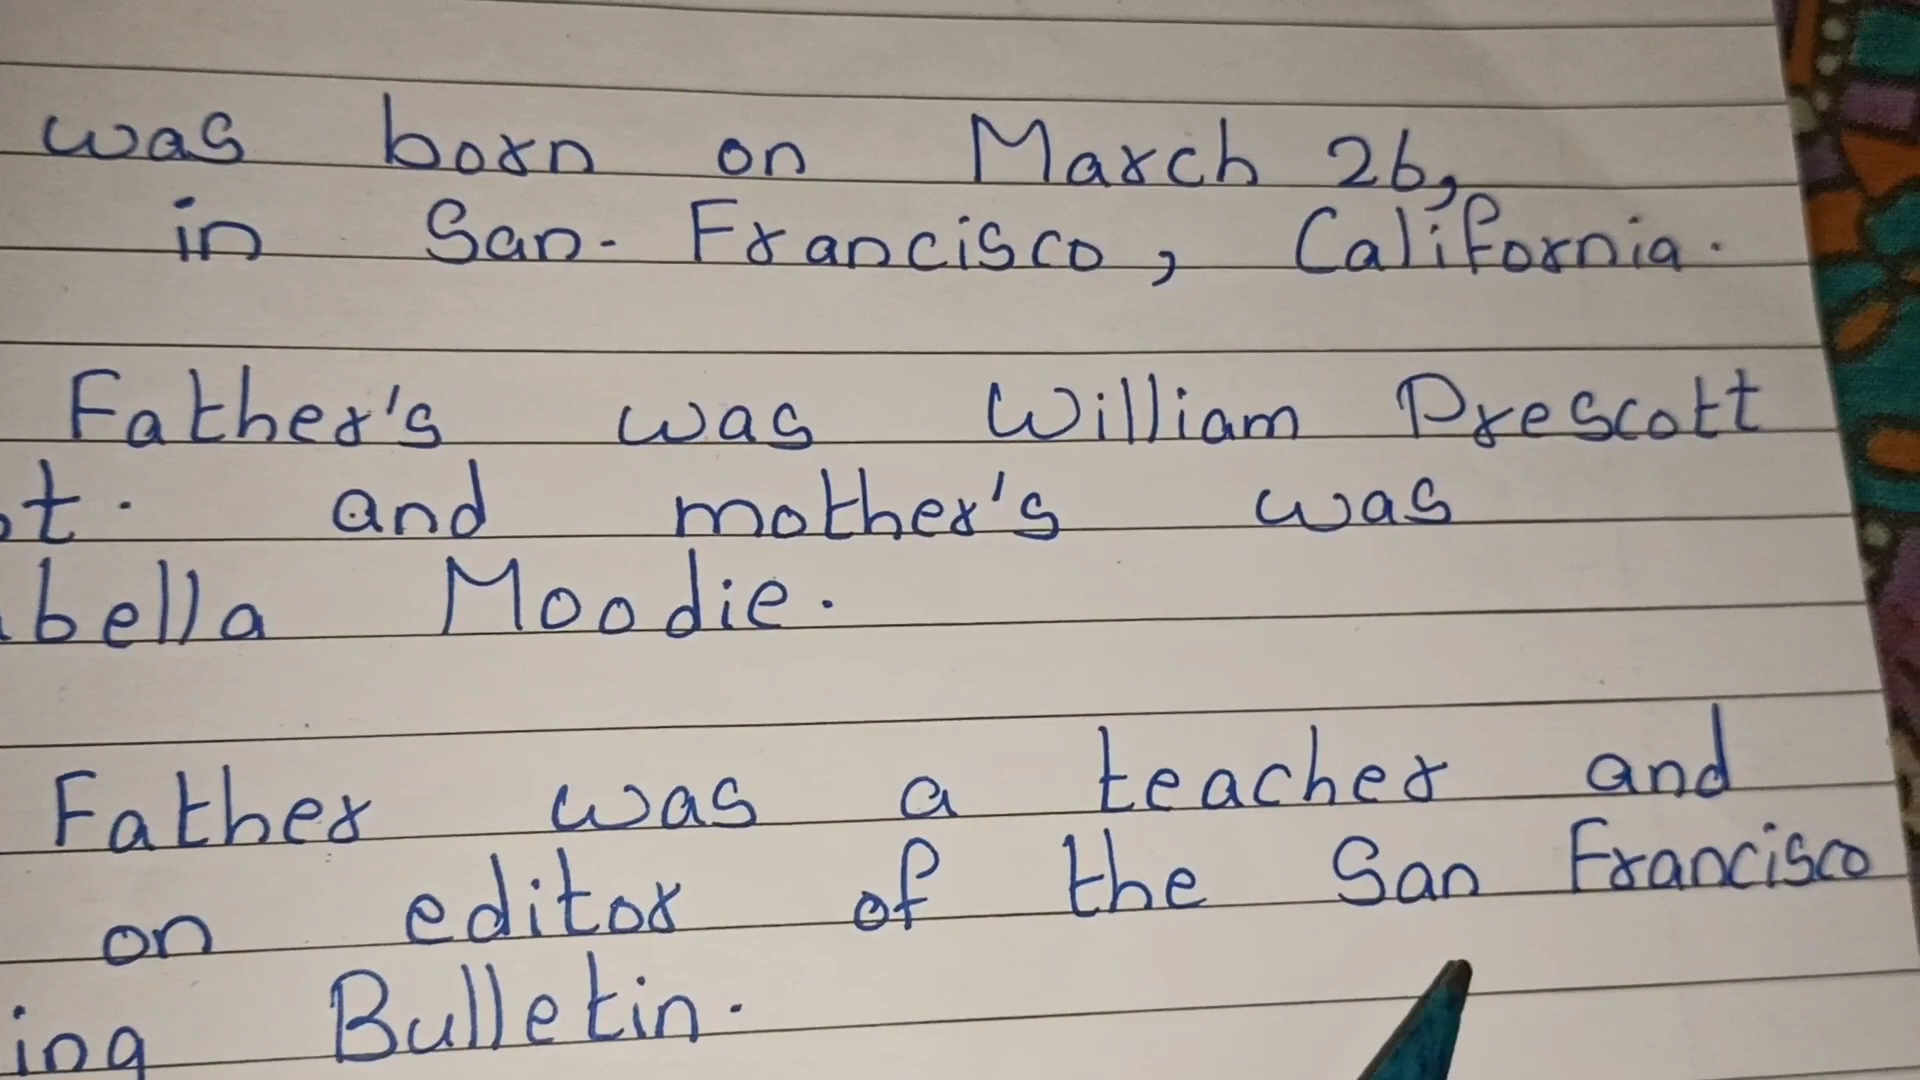 was born on March 26,
in San- Francisco, California.
Father's was William Prescott
t. and mother's was
bella Moodie.
Father was a teacher and
on editor of the San Francisco
ing Bulletin.